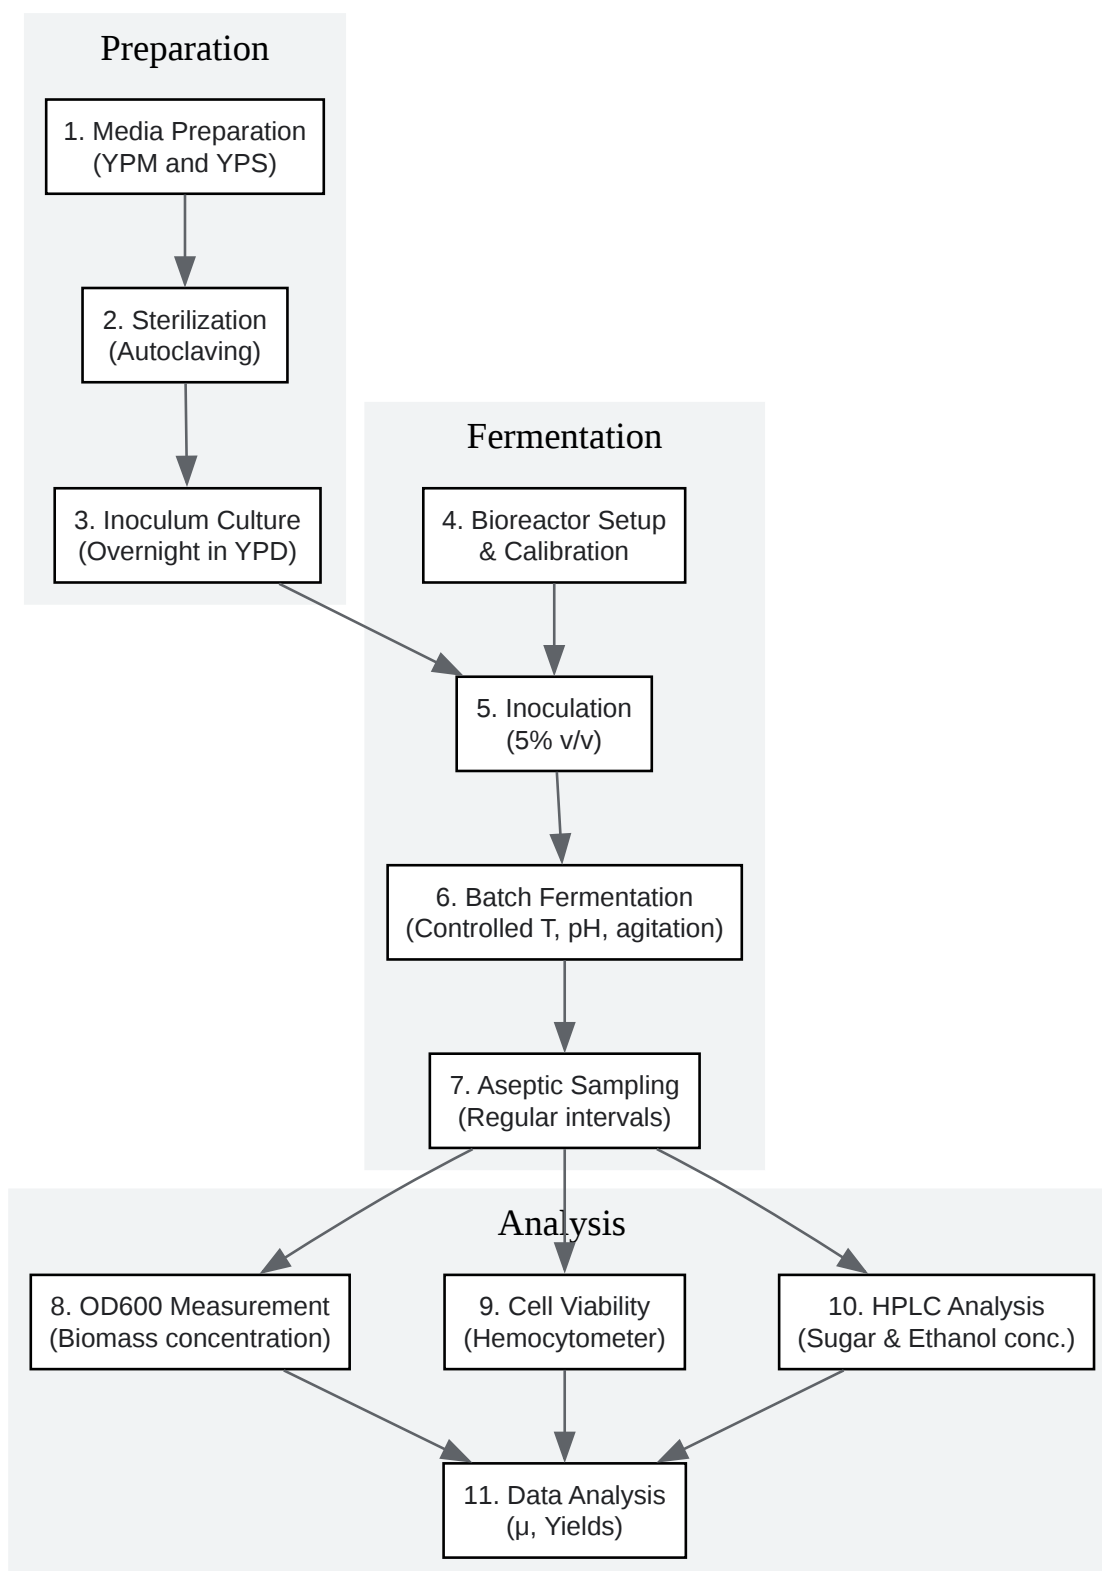 Preparation
1. Media Preparation
(YPM and YPS)
2. Sterilization
(Autoclaving)
3. Inoculum Culture
(Overnight in YPD)
Fermentation
4. Bioreactor Setup
& Calibration
5. Inoculation
(5% v/v)
6. Batch Fermentation
(Controlled T, pH, agitation)
7. Aseptic Sampling
(Regular intervals)
Analysis
8. OD600 Measurement
(Biomass concentration)
9. Cell Viability
(Hemocytometer)
10. HPLC Analysis
(Sugar & Ethanol conc.)
11. Data Analysis
(μ, Yields)